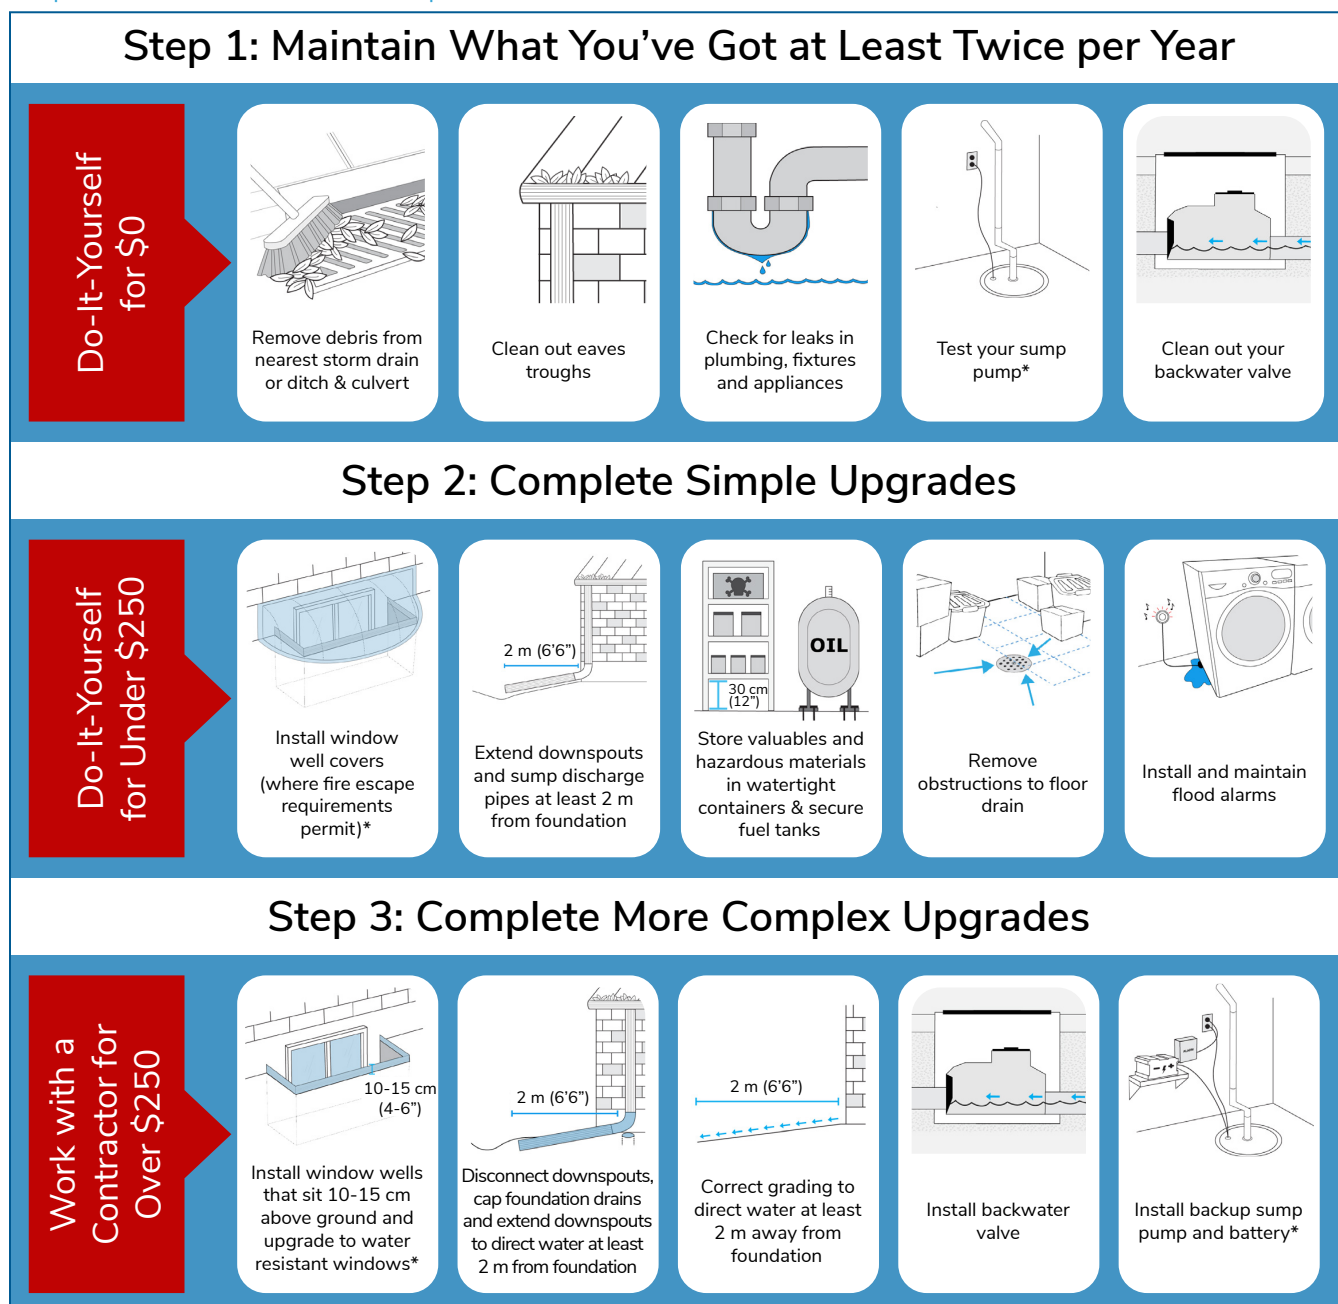 Step 1: Maintain What You've Got at Least Twice per Year
Do-It-Yourself
for $0
Remove debris from
nearest storm drain
or ditch & culvert
Clean out eaves
troughs
Check for leaks in
plumbing, fixtures
and appliances
Test your sump
pump*
Clean out your
backwater valve
Step 2: Complete Simple Upgrades
Do-It-Yourself
for Under $250
Install window
well covers
(where fire escape
requirements
permit)*
2 m (6'6”)
Extend downspouts
and sump discharge
pipes at least 2 m
from foundation
30 cm
(12”)
OIL
Store valuables and
hazardous materials
in watertight
containers & secure
fuel tanks
Remove
obstructions to floor
drain
Install and maintain
flood alarms
Step 3: Complete More Complex Upgrades
Work with a
Contractor for
Over $250
10-15 cm
(4-6”)
Install window wells
that sit 10-15 cm
above ground and
upgrade to water
resistant windows*
2 m (6'6”)
Disconnect downspouts,
cap foundation drains
and extend downspouts
to direct water at least
2 m from foundation
2 m (6'6”)
Correct grading to
direct water at least
2 m away from
foundation
Install backwater
valve
Install backup sump
pump and battery*